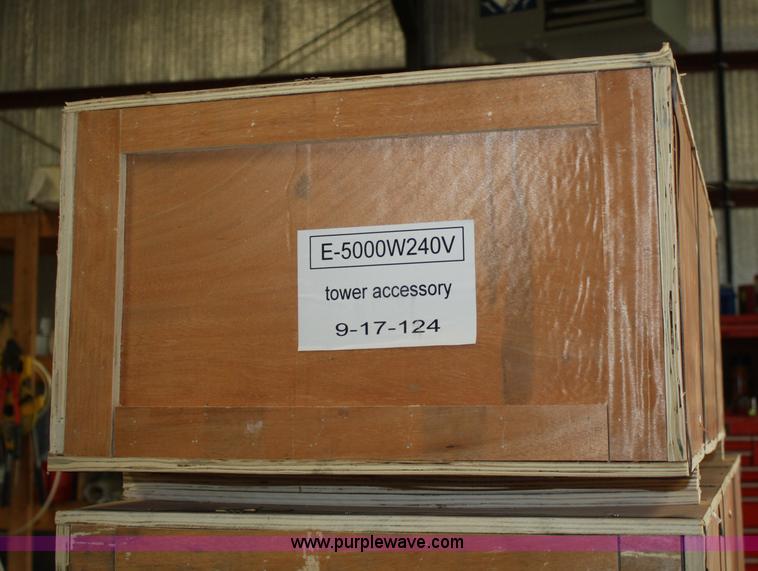 E-5000W240V
tower accessory
9-17-124
www.purplewave.com